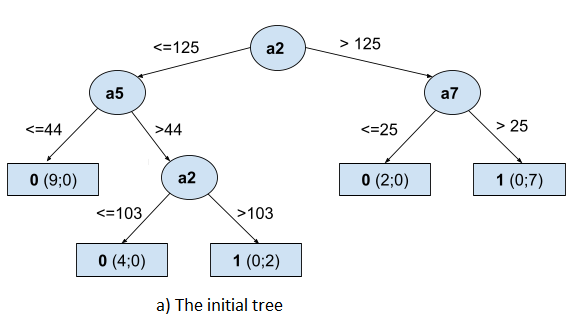 a2
<=125
> 125
a5
a7
<=44
>44
<=25
> 25
0 (9;0)
a2
0 (2;0)
1 (0;7)
<=103
>103
0 (4;0)
1 (0;2)
a) The initial tree